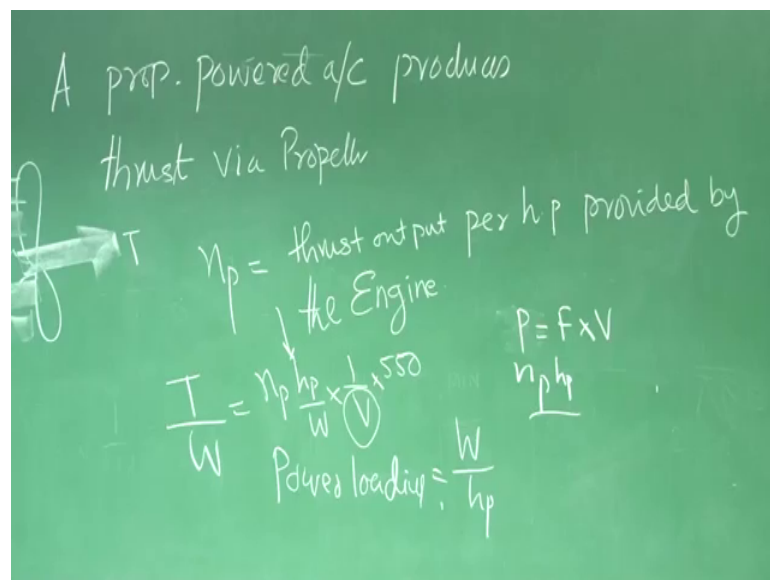 A prop. powered a/c produces
thrust via Propeller
T
ηp = thrust output per h.p provided by
the Engine
P = F x V
ηp hp
T/W = ηp hp/W x 1/V x 550
Power loading = W/hp